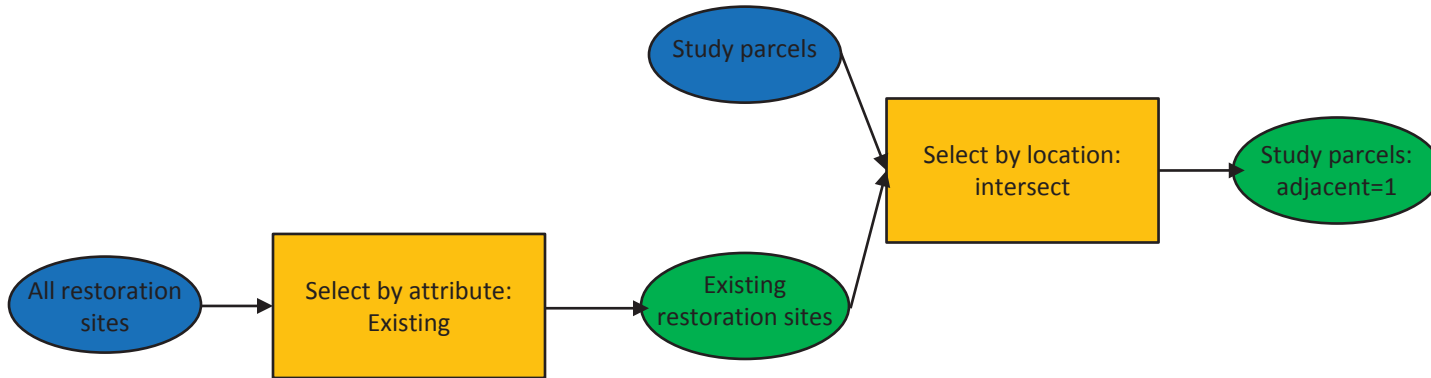 Study parcels
Select by location:
intersect
Study parcels:
adjacent=1
All restoration
sites
Select by attribute:
Existing
Existing
restoration sites